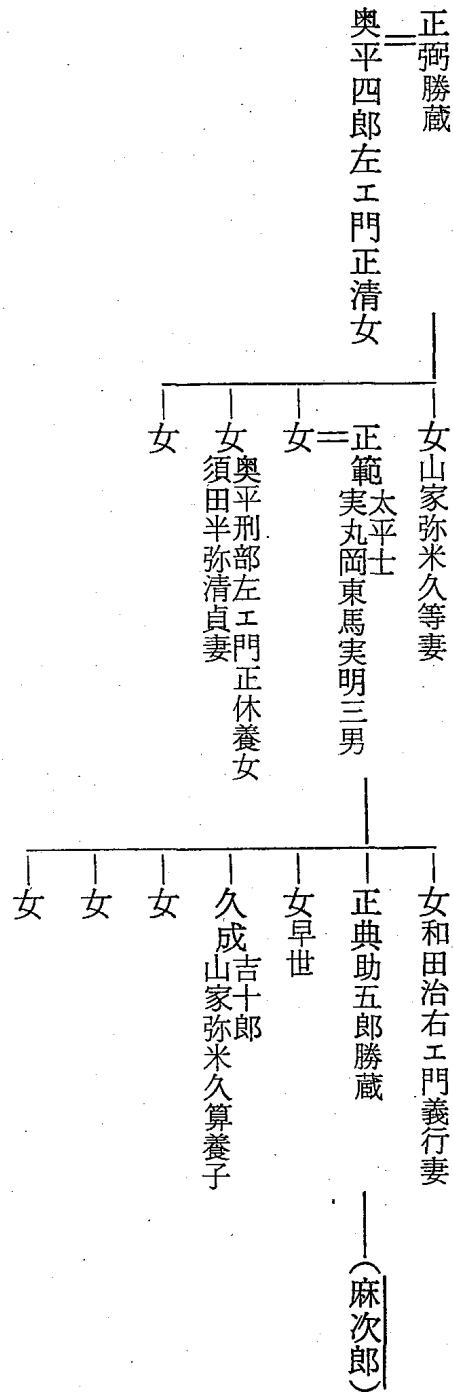 正弼勝蔵
奥平四郎左エ門正清女
女山家弥米久等妻
正範太平士
実丸岡東馬実明三男
女
女奥平刑部左エ門正休養女
須田半弥清貞妻
女
女和田治右エ門義行妻
正典助五郎勝蔵
女早世
久成吉十郎
山家弥米久算養子
女
女
女
（麻次郎）